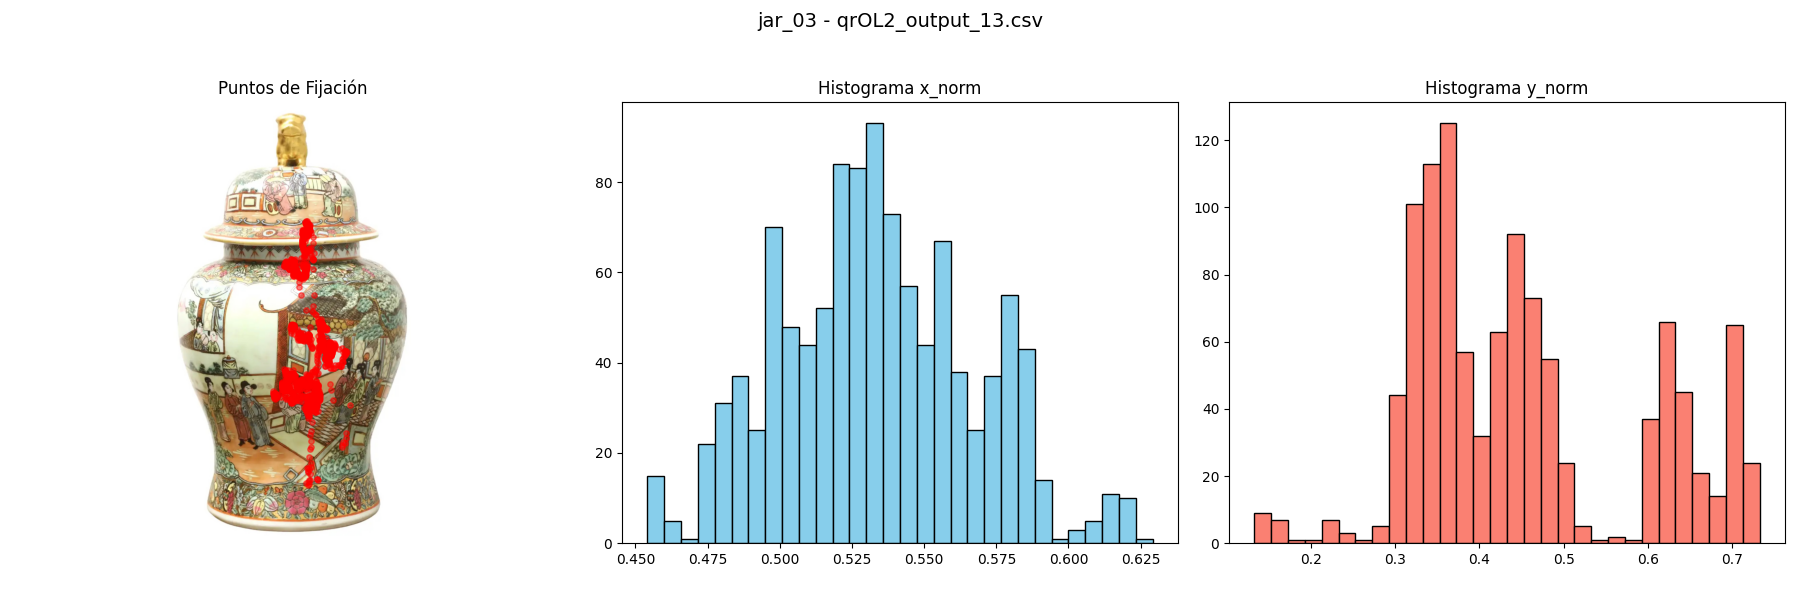 jar_03 - qrOL2_output_13.csv
Puntos de Fijación
Histograma x_norm
80
60
40
20
0
0.450 0.475 0.500 0.525 0.550 0.575 0.600 0.625
Histograma y_norm
120
100
80
60
40
20
0
0.2 0.3 0.4 0.5 0.6 0.7